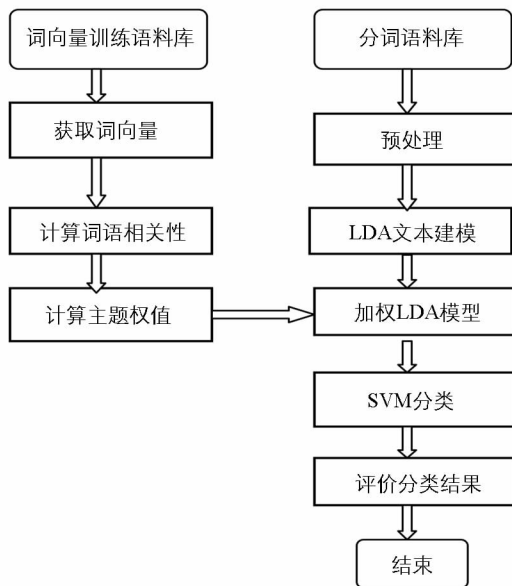 词向量训练语料库
获取词向量
计算词语相关性
计算主题权值
分词语料库
预处理
LDA文本建模
加权LDA模型
SVM分类
评价分类结果
结束